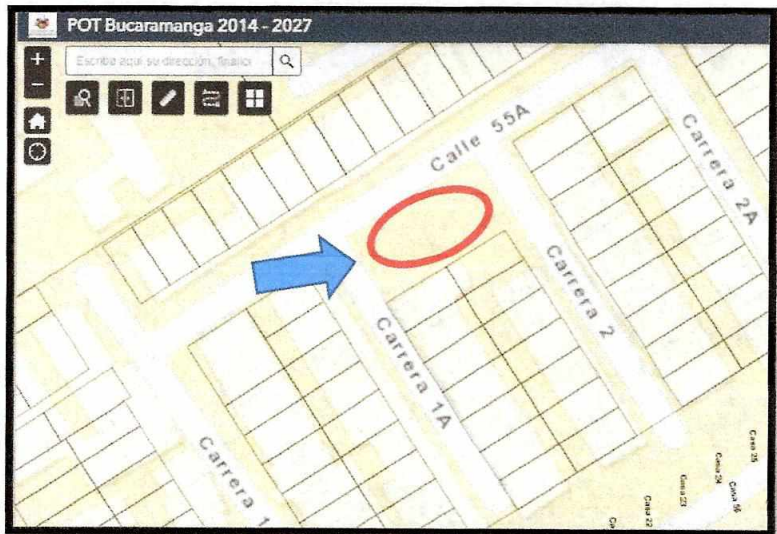 POT Bucaramanga 2014 - 2027
+
Escriba aquí su dirección,
−
Calle 55A
Carrera 2A
Carrera 2
Carrera 1A
Carrera 1
Casa 25
Casa 24
Casa 56
Casa 23
Casa 22
Ca